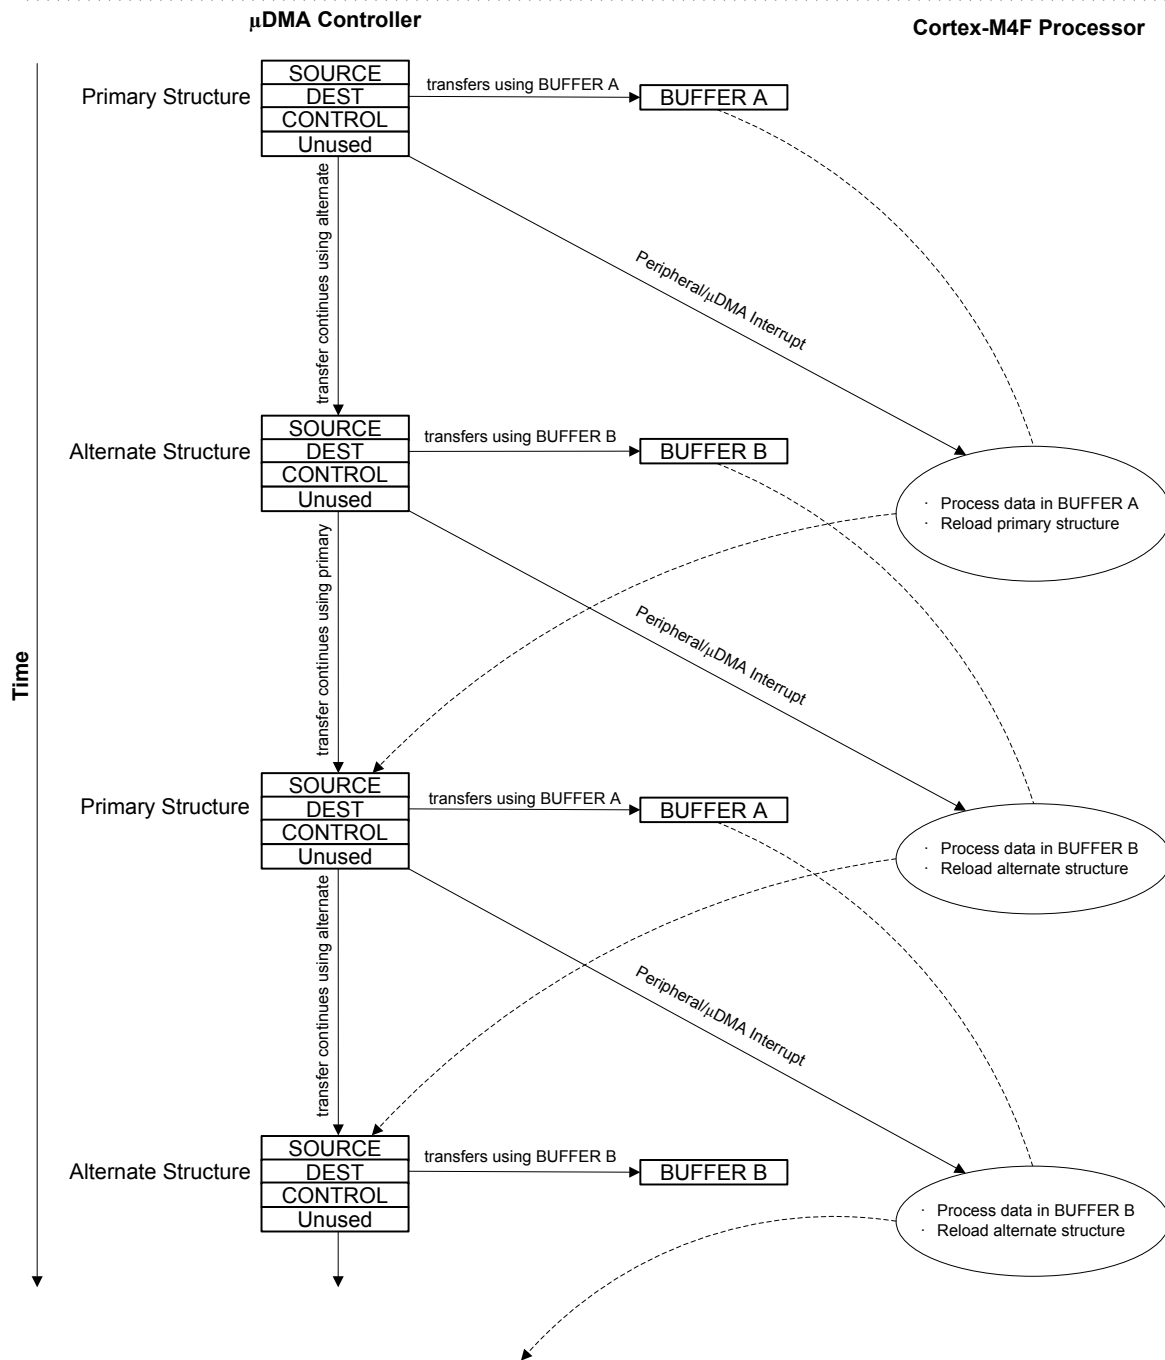 µDMA Controller
Cortex-M4F Processor
Primary Structure
SOURCE
DEST
CONTROL
Unused
transfers using BUFFER A
BUFFER A
transfer continues using alternate
Peripheral/µDMA Interrupt
Alternate Structure
SOURCE
DEST
CONTROL
Unused
transfers using BUFFER B
BUFFER B
· Process data in BUFFER A
· Reload primary structure
transfer continues using primary
Peripheral/µDMA Interrupt
Time
Primary Structure
SOURCE
DEST
CONTROL
Unused
transfers using BUFFER A
BUFFER A
· Process data in BUFFER B
· Reload alternate structure
transfer continues using alternate
Peripheral/µDMA Interrupt
Alternate Structure
SOURCE
DEST
CONTROL
Unused
transfers using BUFFER B
BUFFER B
· Process data in BUFFER B
· Reload alternate structure